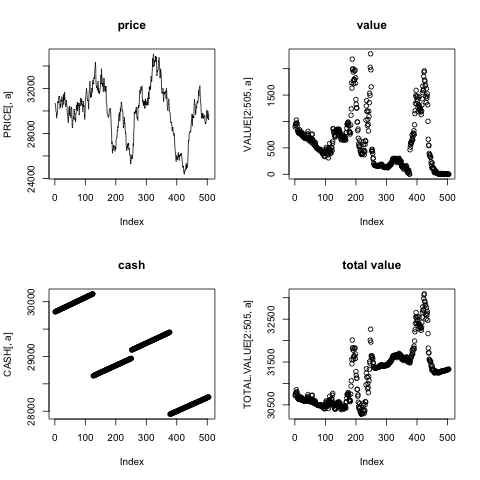 price
PRICE[, a]
24000 28000 32000
0 100 200 300 400 500
Index
value
VALUE[2:505, a]
0 500 1500
0 100 200 300 400 500
Index
cash
CASH[, a]
28000 29000 30000
0 100 200 300 400 500
Index
total value
TOTAL.VALUE[2:505, a]
30500 31500 32500
0 100 200 300 400 500
Index